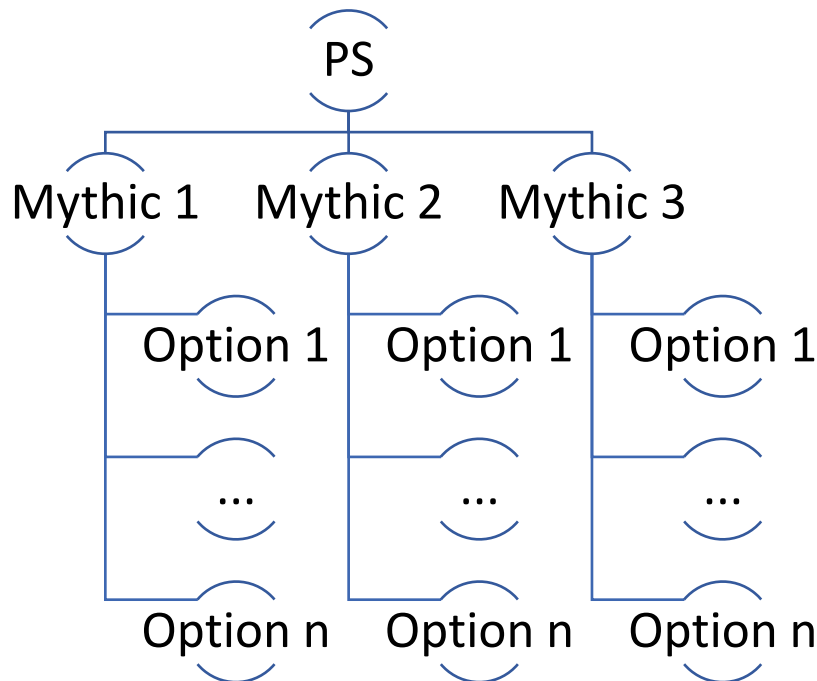 PS
Mythic 1
Mythic 2
Mythic 3
Option 1
Option 1
Option 1
...
...
...
Option n
Option n
Option n